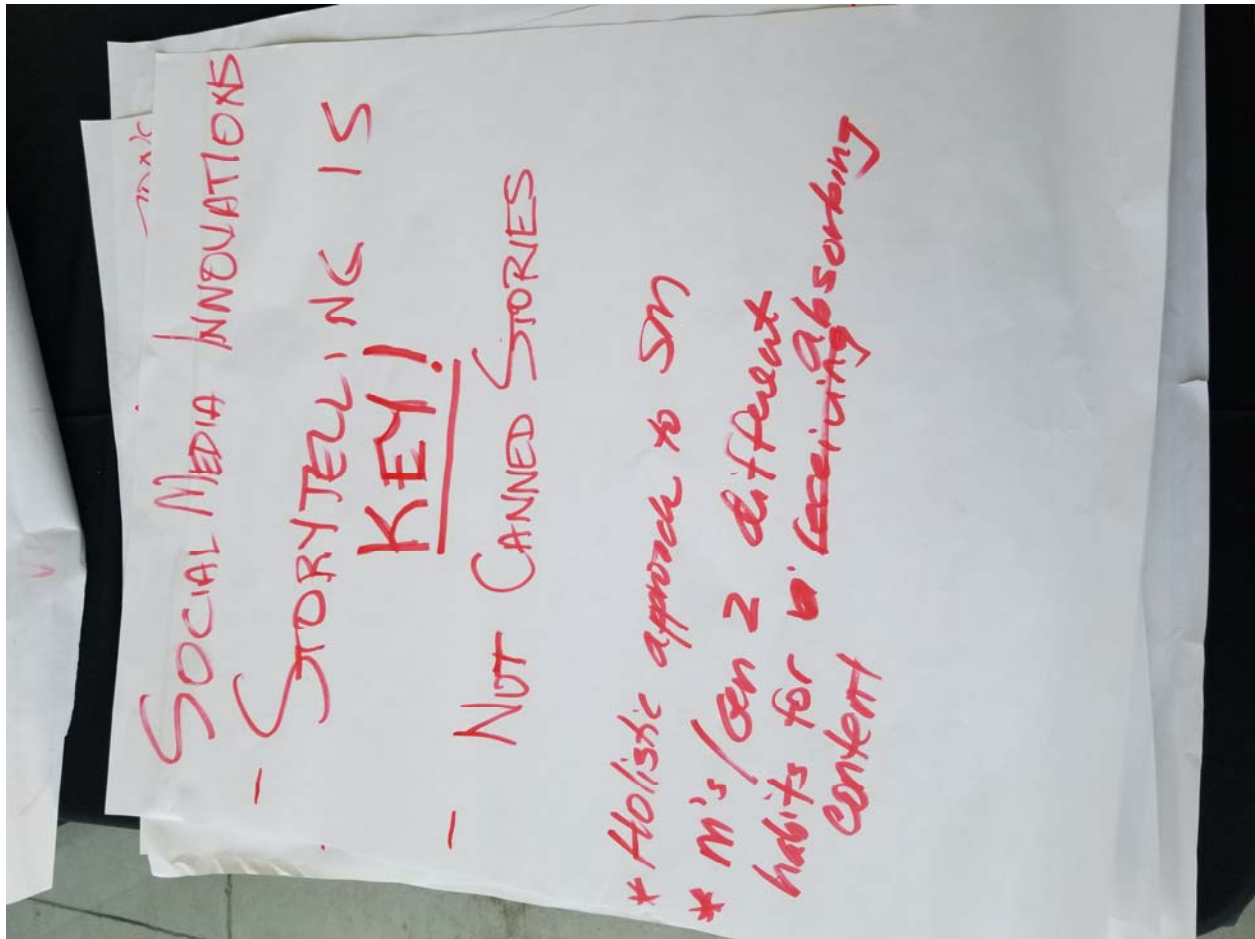 SOCIAL MEDIA INNOVATIONS
- STORYTELLING IS
KEY!
- NOT CANNED STORIES
* Holistic approach to SM
* M's/Gen Z different
habits for absorbing
content